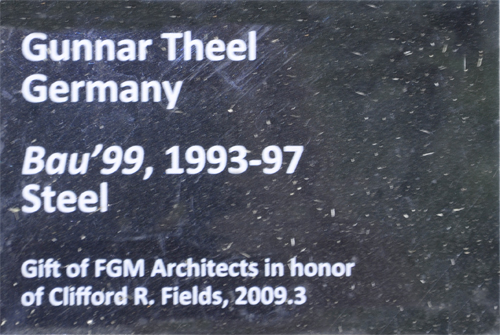 Gunnar Theel
Germany
Bau'99, 1993-97
Steel
Gift of FGM Architects in honor
of Clifford R. Fields, 2009.3